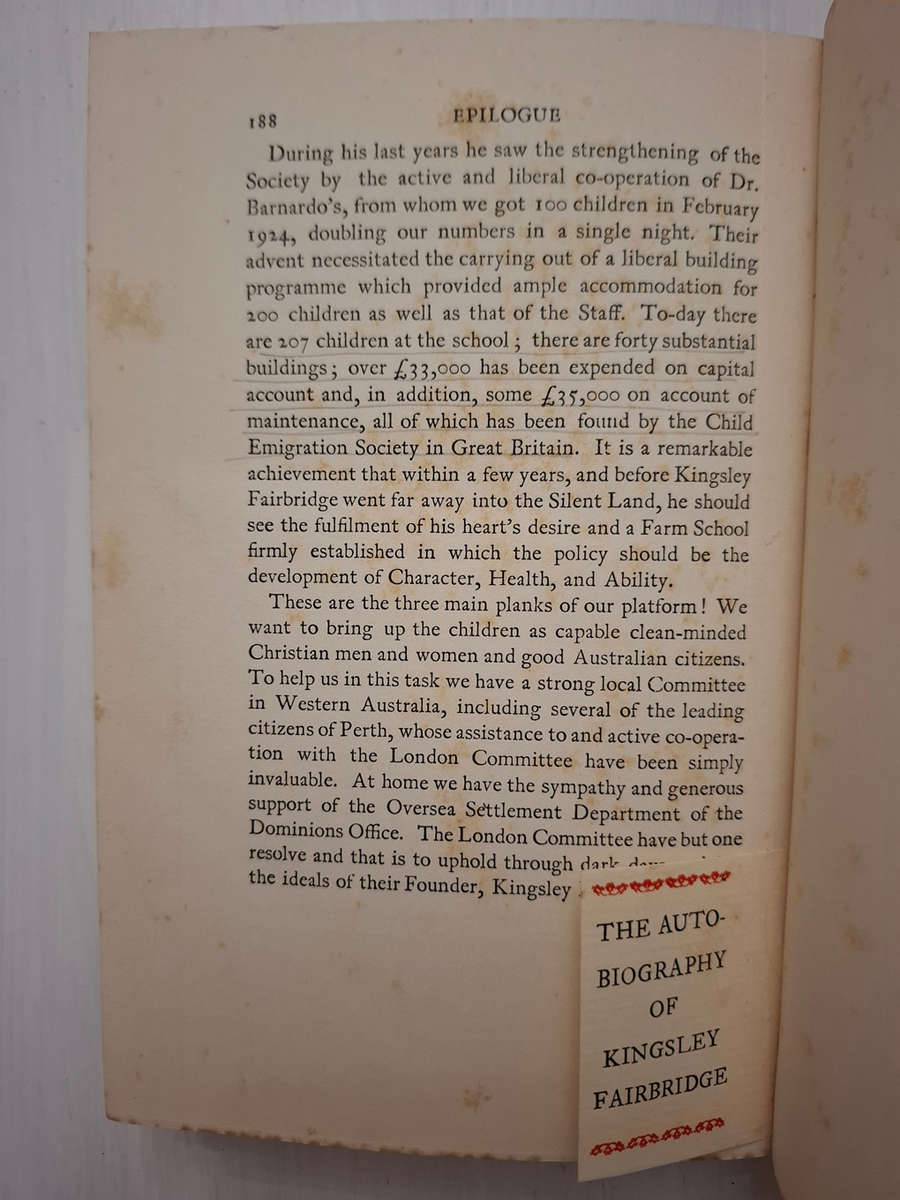 188 EPILOGUE
During his last years he saw the strengthening of the
Society by the active and liberal co-operation of Dr.
Barnardo's, from whom we got 100 children in February
1924, doubling our numbers in a single night. Their
advent necessitated the carrying out of a liberal building
programme which provided ample accommodation for
200 children as well as that of the Staff. To-day there
are 207 children at the school; there are forty substantial
buildings; over £33,000 has been expended on capital
account and, in addition, some £35,000 on account of
maintenance, all of which has been found by the Child
Emigration Society in Great Britain. It is a remarkable
achievement that within a few years, and before Kingsley
Fairbridge went far away into the Silent Land, he should
see the fulfilment of his heart's desire and a Farm School
firmly established in which the policy should be the
development of Character, Health, and Ability.
These are the three main planks of our platform! We
want to bring up the children as capable clean-minded
Christian men and women and good Australian citizens.
To help us in this task we have a strong local Committee
in Western Australia, including several of the leading
citizens of Perth, whose assistance to and active co-opera-
tion with the London Committee have been simply
invaluable. At home we have the sympathy and generous
support of the Oversea Settlement Department of the
Dominions Office. The London Committee have but one
resolve and that is to uphold through dark
the ideals of their Founder, Kingsley
THE AUTO-
BIOGRAPHY
OF
KINGSLEY
FAIRBRIDGE